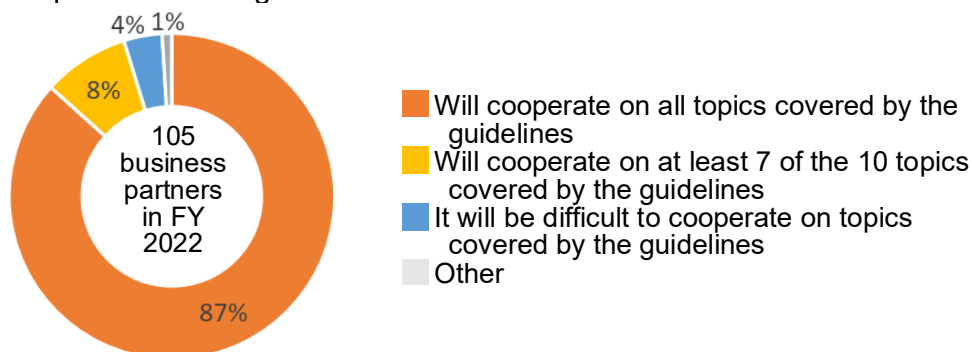 4% 1%
8%
105
business
partners
in FY
2022
87%
Will cooperate on all topics covered by the
guidelines
Will cooperate on at least 7 of the 10 topics
covered by the guidelines
It will be difficult to cooperate on topics
covered by the guidelines
Other